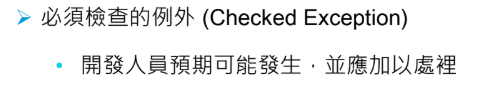 ➢ 必須檢查的例外 (Checked Exception)
• 開發人員預期可能發生，並應加以處裡